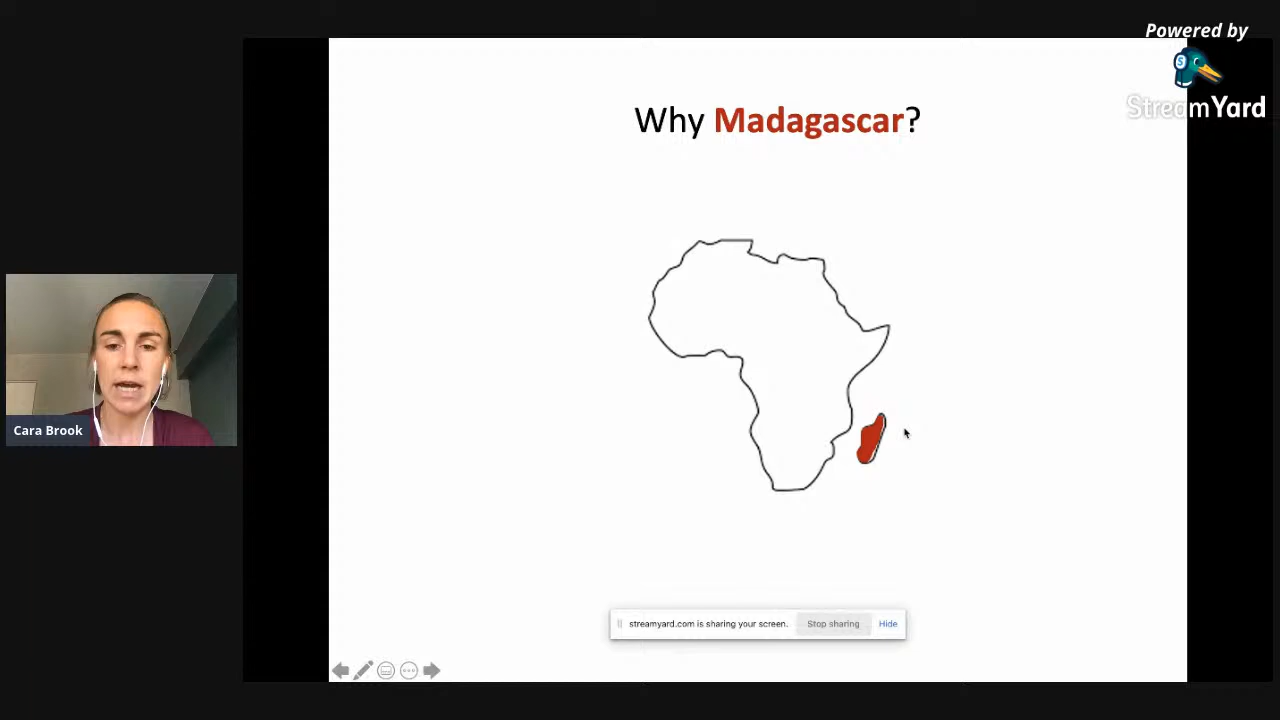 Powered by
StreamYard
Why Madagascar?
Cara Brook
streamyard.com is sharing your screen.
Stop sharing
Hide